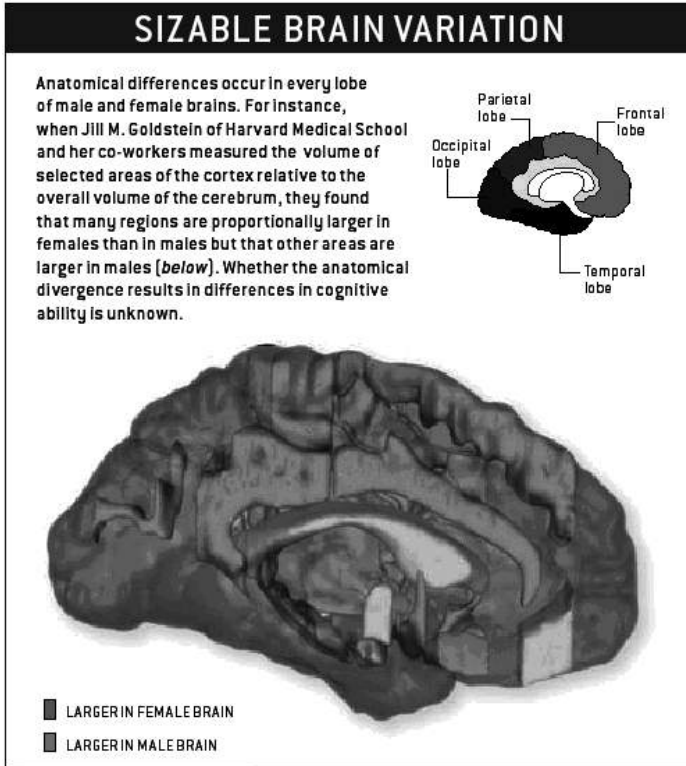 SIZABLE BRAIN VARIATION
Anatomical differences occur in every lobe
of male and female brains. For instance,
when Jill M. Goldstein of Harvard Medical School
and her co-workers measured the volume of
selected areas of the cortex relative to the
overall volume of the cerebrum, they found
that many regions are proportionally larger in
females than in males but that other areas are
larger in males (below). Whether the anatomical
divergence results in differences in cognitive
ability is unknown.
Parietal
lobe
Frontal
lobe
Occipital
lobe
Temporal
lobe
LARGER IN FEMALE BRAIN
LARGER IN MALE BRAIN